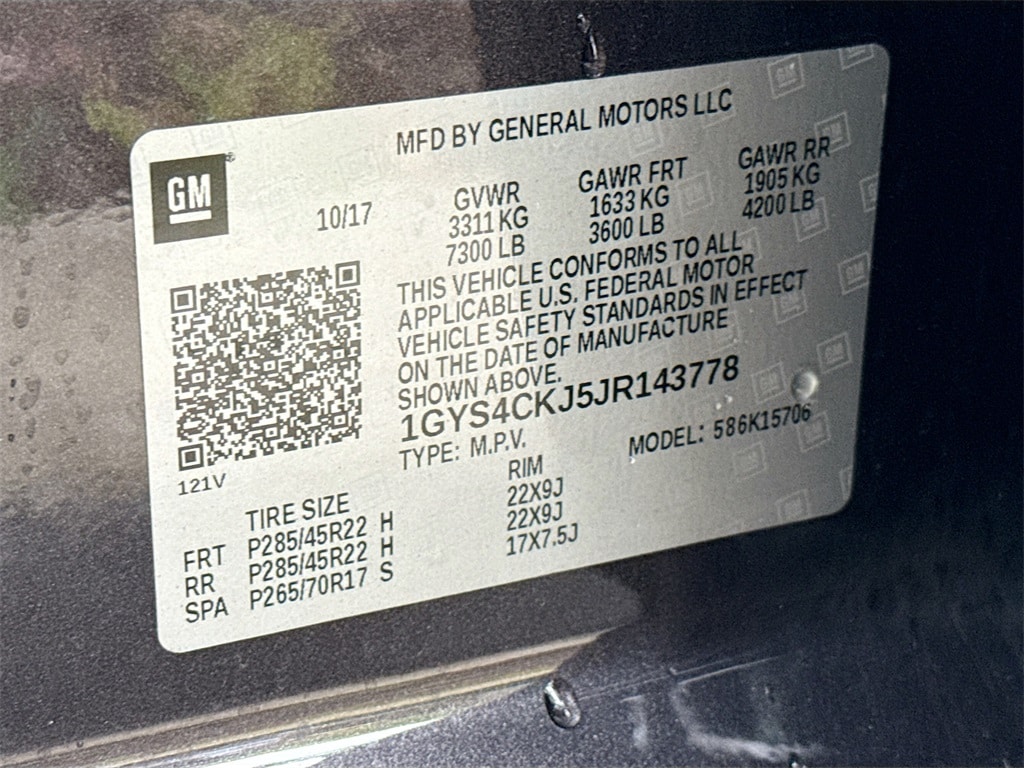 MFD BY GENERAL MOTORS LLC
GM
®
10/17
GVWR
3311 KG
7300 LB
GAWR FRT
1633 KG
3600 LB
GAWR RR
1905 KG
4200 LB
THIS VEHICLE CONFORMS TO ALL
APPLICABLE U.S. FEDERAL MOTOR
VEHICLE SAFETY STANDARDS IN EFFECT
ON THE DATE OF MANUFACTURE
SHOWN ABOVE.
1GYS4CKJ5JR143778
TYPE: M.P.V. MODEL: 586K15706
121V
TIRE SIZE RIM
FRT P285/45R22 H 22X9J
RR P285/45R22 H 22X9J
SPA P265/70R17 S 17X7.5J